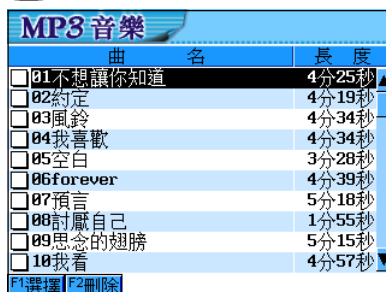 MP3音樂
曲 名 長 度
01不想讓你知道 4分25秒
02約定 4分19秒
03風鈴 4分34秒
04我喜歡 4分34秒
05空白 3分28秒
06forever 4分39秒
07預言 5分18秒
08討厭自己 1分55秒
09思念的翅膀 5分15秒
10我看 4分57秒
F1選擇 F2刪除